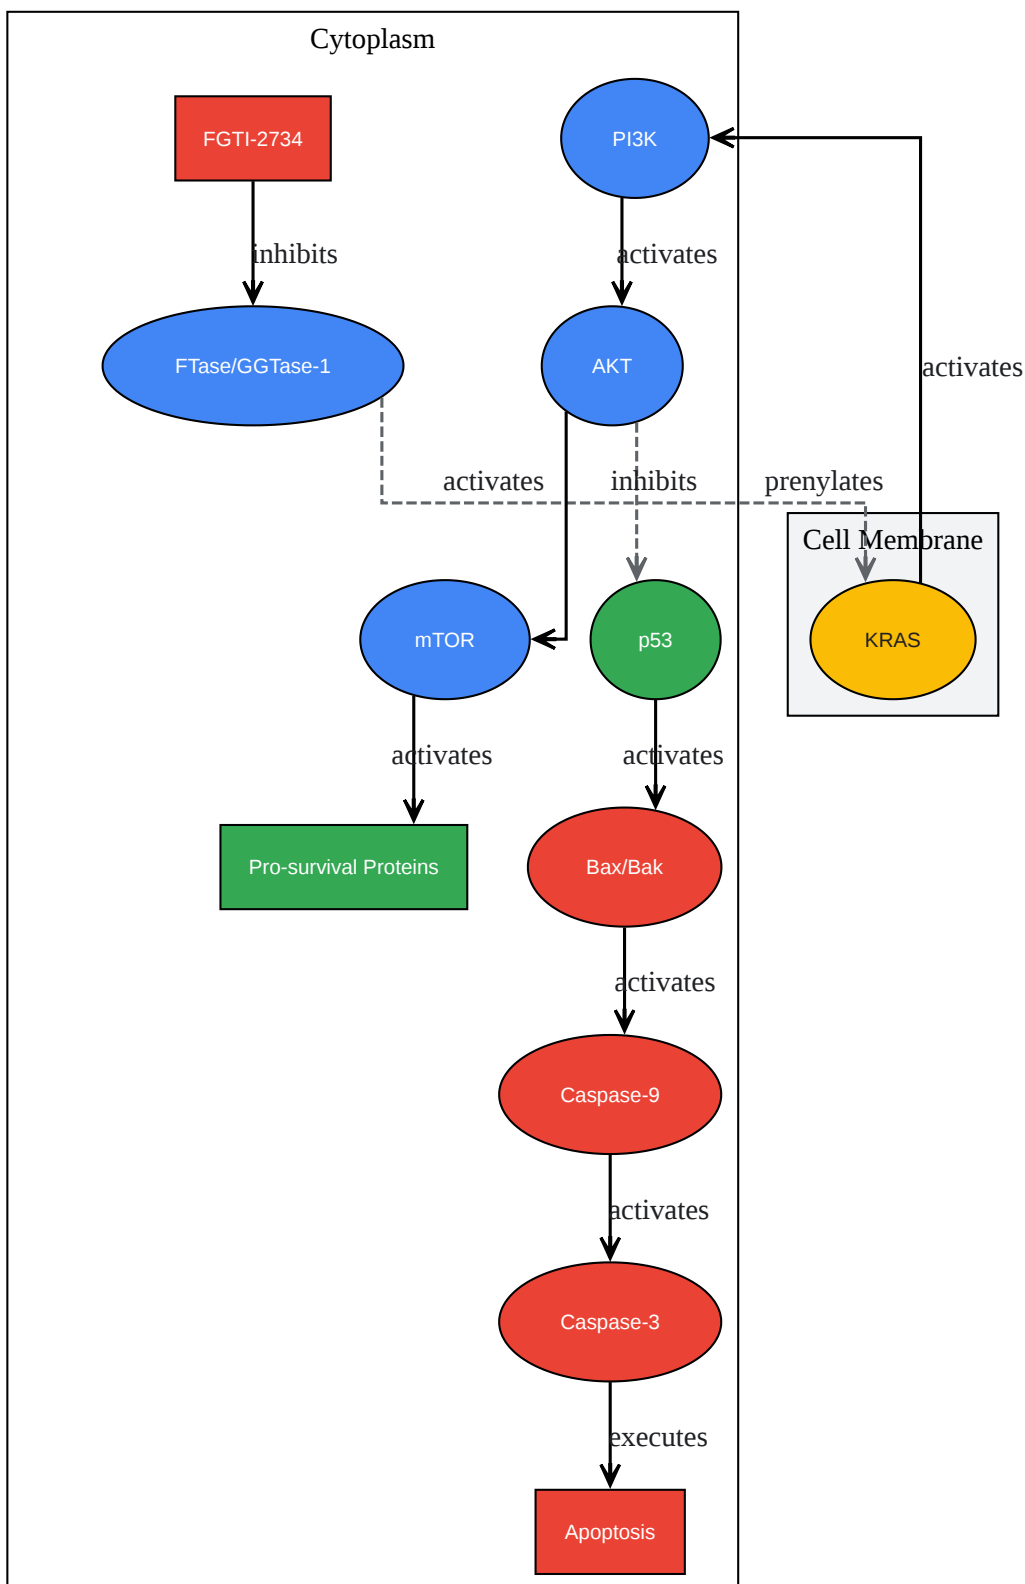 Cytoplasm
FGTI-2734
PI3K
inhibits
activates
FTase/GGTase-1
AKT
activates
activates
inhibits
prenylates
Cell Membrane
mTOR
p53
KRAS
activates
activates
Pro-survival Proteins
Bax/Bak
activates
Caspase-9
activates
Caspase-3
executes
Apoptosis